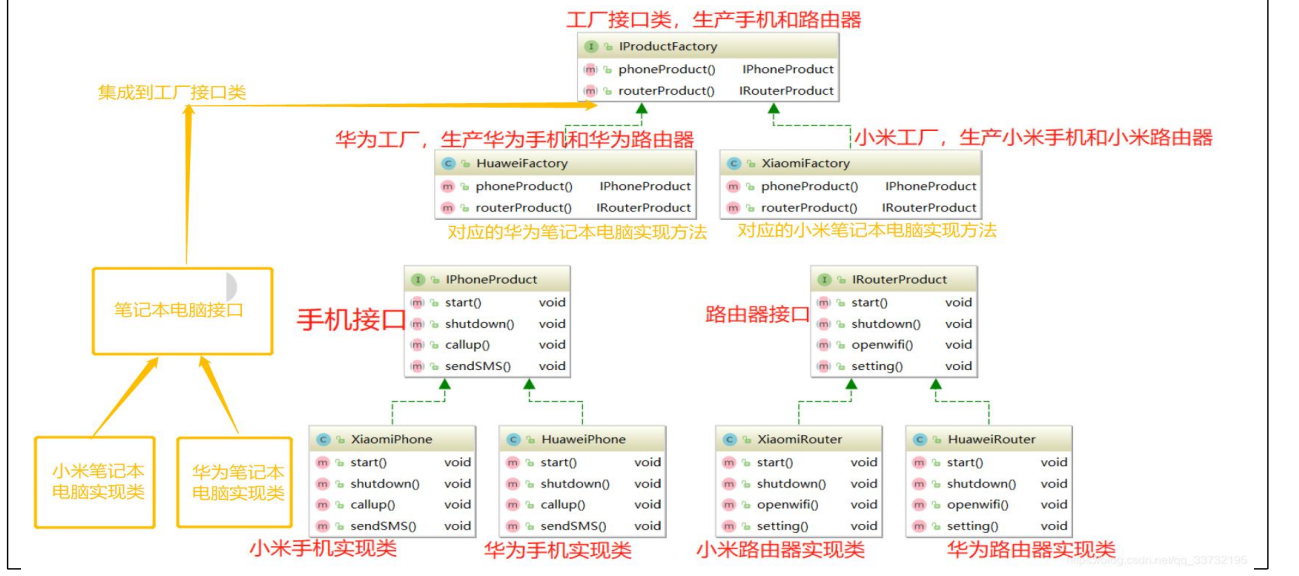 工厂接口类，生产手机和路由器
I IProductFactory
m phoneProduct() IPhoneProduct
m routerProduct() IRouterProduct
集成到工厂接口类
华为工厂，生产华为手机和华为路由器
C HuaweiFactory
m phoneProduct() IPhoneProduct
m routerProduct() IRouterProduct
对应的华为笔记本电脑实现方法
小米工厂，生产小米手机和小米路由器
C XiaomiFactory
m phoneProduct() IPhoneProduct
m routerProduct() IRouterProduct
对应的小米笔记本电脑实现方法
笔记本电脑接口
手机接口
I IPhoneProduct
m start() void
m shutdown() void
m callup() void
m sendSMS() void
路由器接口
I IRouterProduct
m start() void
m shutdown() void
m openwifi() void
m setting() void
小米笔记本
电脑实现类
华为笔记本
电脑实现类
C XiaomiPhone
m start() void
m shutdown() void
m callup() void
m sendSMS() void
小米手机实现类
C HuaweiPhone
m start() void
m shutdown() void
m callup() void
m sendSMS() void
华为手机实现类
C XiaomiRouter
m start() void
m shutdown() void
m openwifi() void
m setting() void
小米路由器实现类
C HuaweiRouter
m start() void
m shutdown() void
m openwifi() void
m setting() void
华为路由器实现类
https://blog.csdn.net/qq_33732195